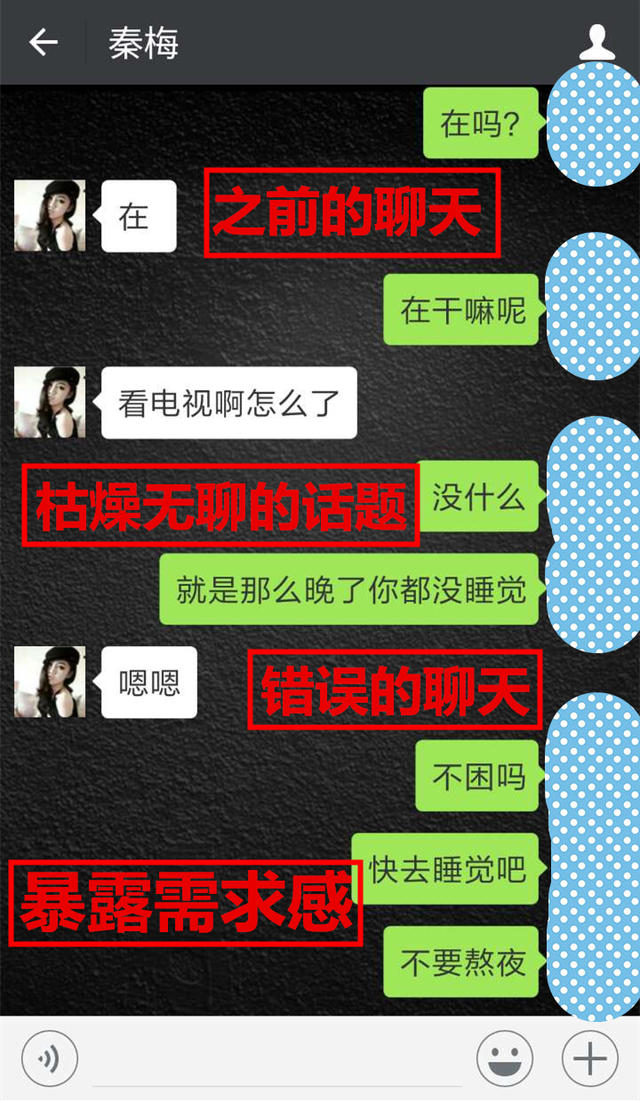 秦梅
在吗?
在
之前的聊天
在干嘛呢
看电视啊怎么了
枯燥无聊的话题
没什么
就是那么晚了你都没睡觉
嗯嗯
错误的聊天
不困吗
快去睡觉吧
暴露需求感
不要熬夜